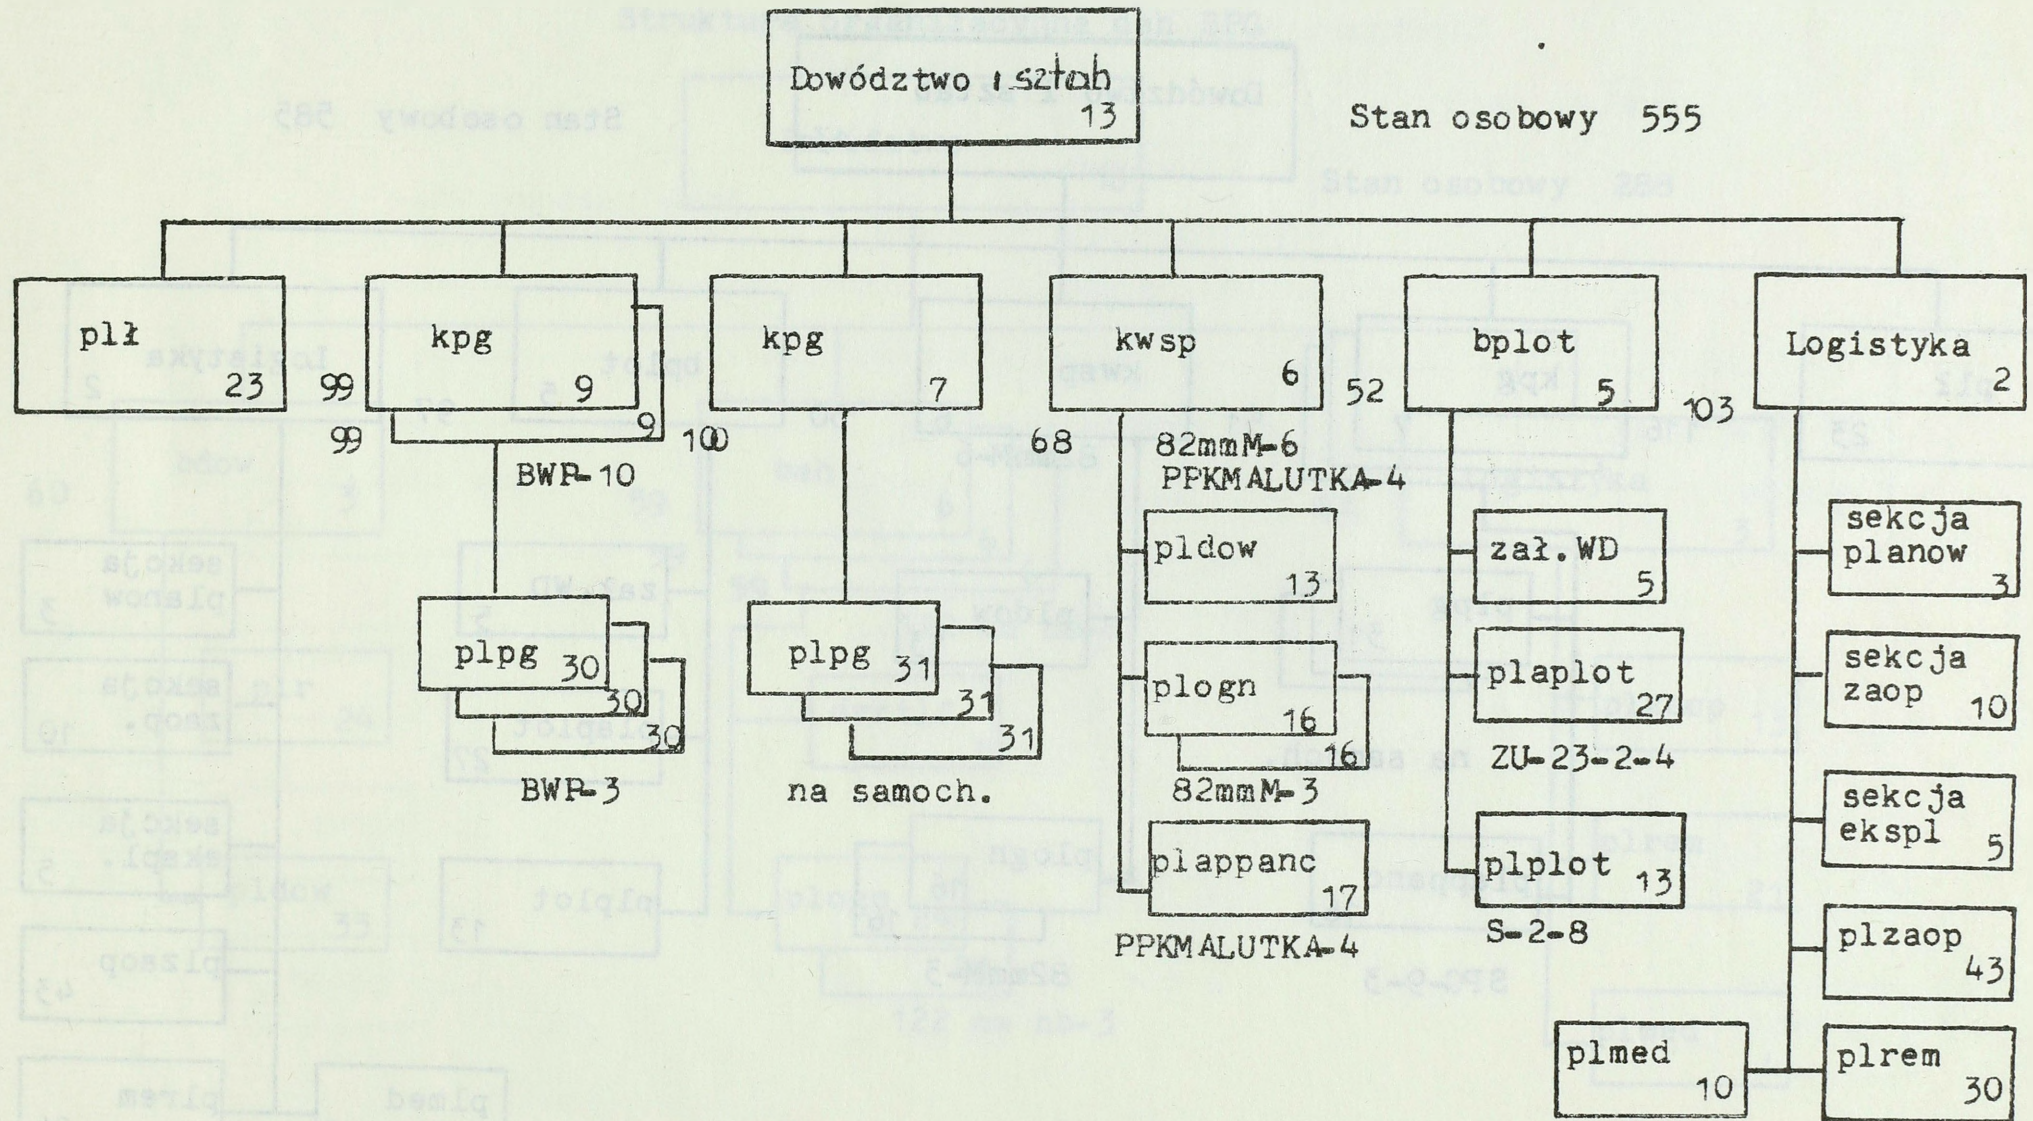 Dowództwo i sztab
13
Stan osobowy 555
plł
23
99
kpg
9
99
9
BWP-10
plpg
30
30
30
BWP-3
100
kpg
7
plpg
31
31
31
na samoch.
68
kwsp
6
82mmM-6
PPKMALUTKA-4
pldow
13
plogn
16
16
82mmM-3
plappanc
17
PPKMALUTKA-4
52
bplot
5
zał.WD
5
plaplot
27
ZU-23-2-4
plplot
13
S-2-8
103
Logistyka
2
sekcja
planow
3
sekcja
zaop
10
sekcja
ekspl
5
plzaop
43
plmed
10
plrem
30